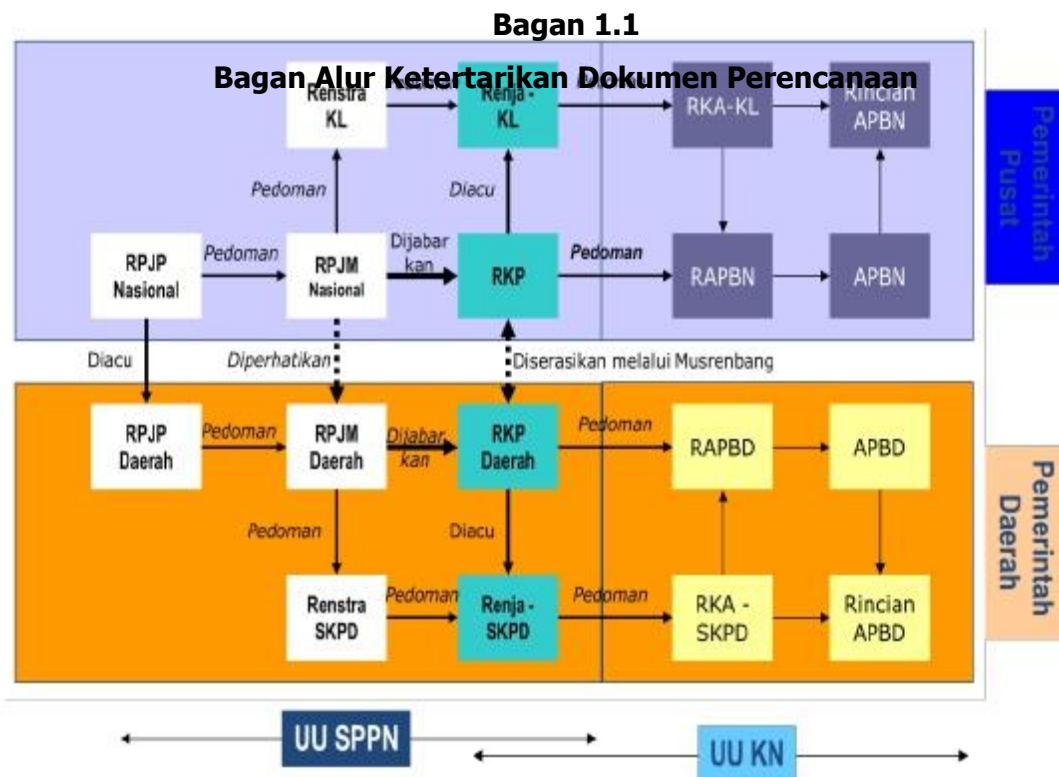 Bagan 1.1
Bagan Alur Ketertarikan Dokumen Perencanaan
Renstra
KL
Renja -
KL
RKA-KL
Rincian
APBN
Pemerintah
Pusat
Pedoman
Diacu
RPJP
Nasional
Pedoman
RPJM
Nasional
Dijabar
kan
RKP
Pedoman
RAPBN
APBN
Diacu
Diperhatikan
Diserasikan melalui Musrenbang
RPJP
Daerah
Pedoman
RPJM
Daerah
Dijabar
kan
RKP
Daerah
Pedoman
RAPBD
APBD
Pemerintah
Daerah
Pedoman
Diacu
Renstra
SKPD
Pedoman
Renja -
SKPD
Pedoman
RKA -
SKPD
Rincian
APBD
UU SPPN
UU KN